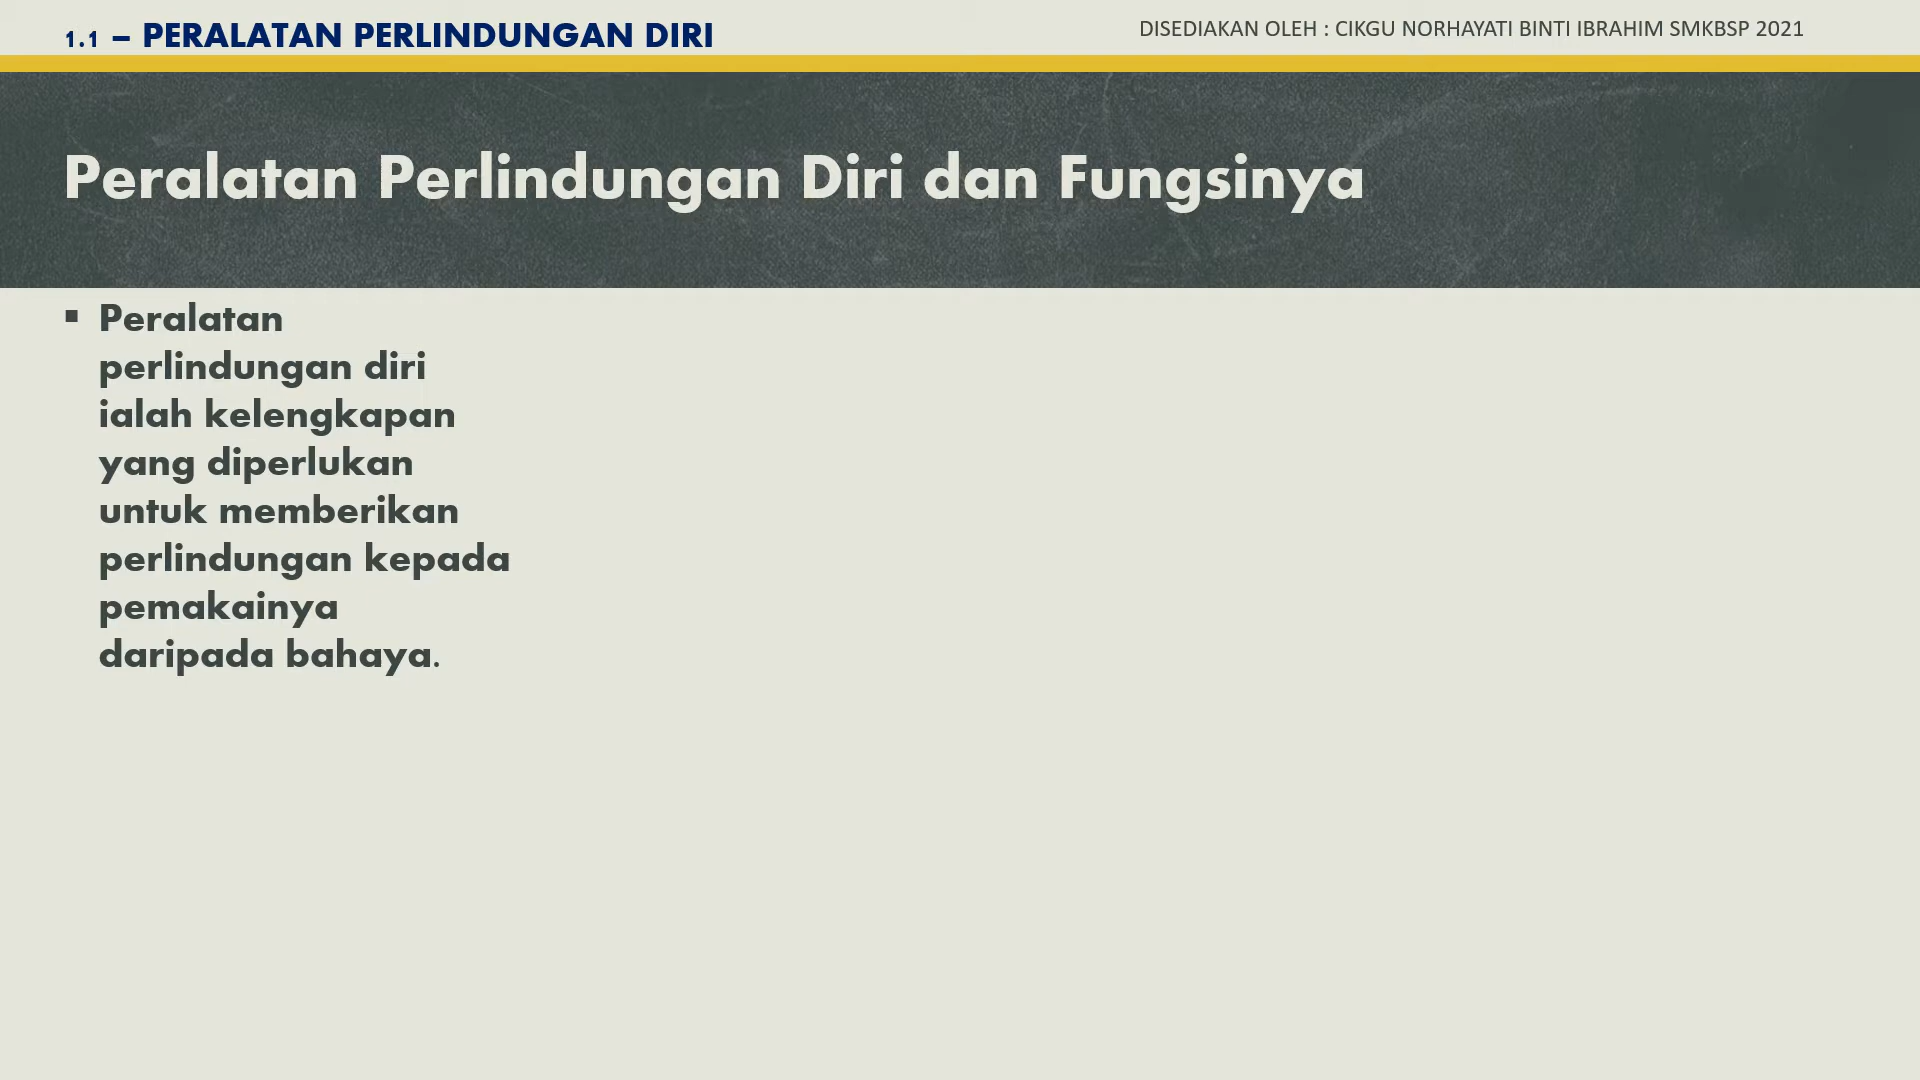 1.1 – PERALATAN PERLINDUNGAN DIRI
DISEDIAKAN OLEH : CIKGU NORHAYATI BINTI IBRAHIM SMKBSP 2021
Peralatan Perlindungan Diri dan Fungsinya
▪ Peralatan
perlindungan diri
ialah kelengkapan
yang diperlukan
untuk memberikan
perlindungan kepada
pemakainya
daripada bahaya.